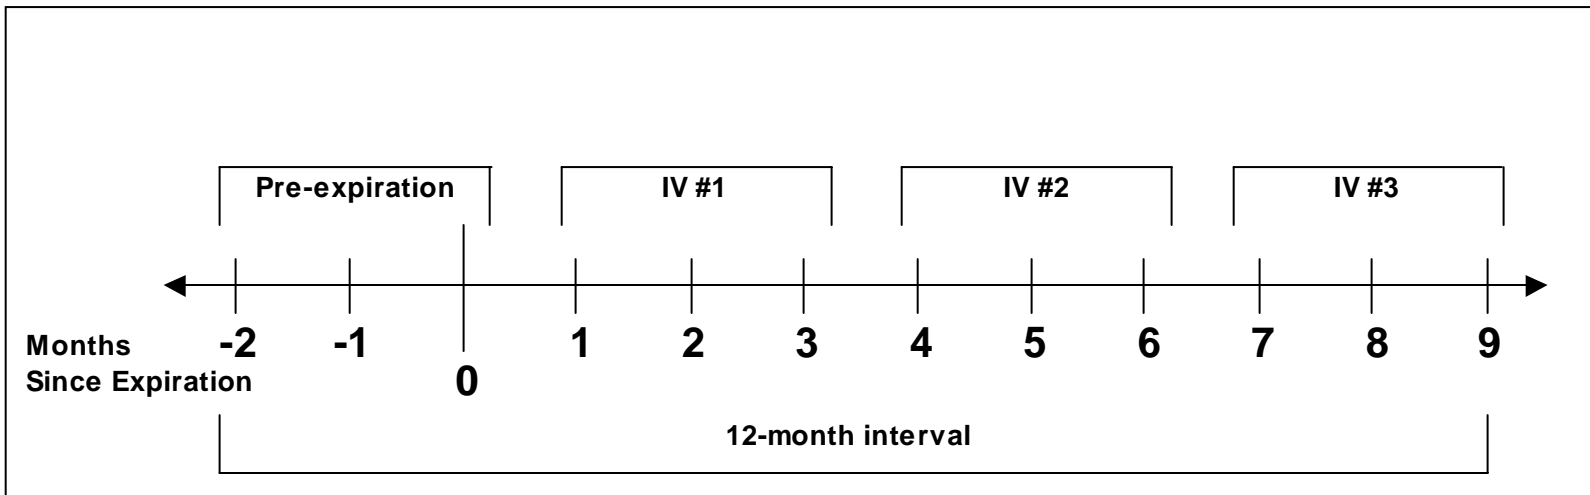 Pre-expiration IV #1 IV #2 IV #3
Months -2 -1 1 2 3 4 5 6 7 8 9
Since Expiration 0
12-month interval